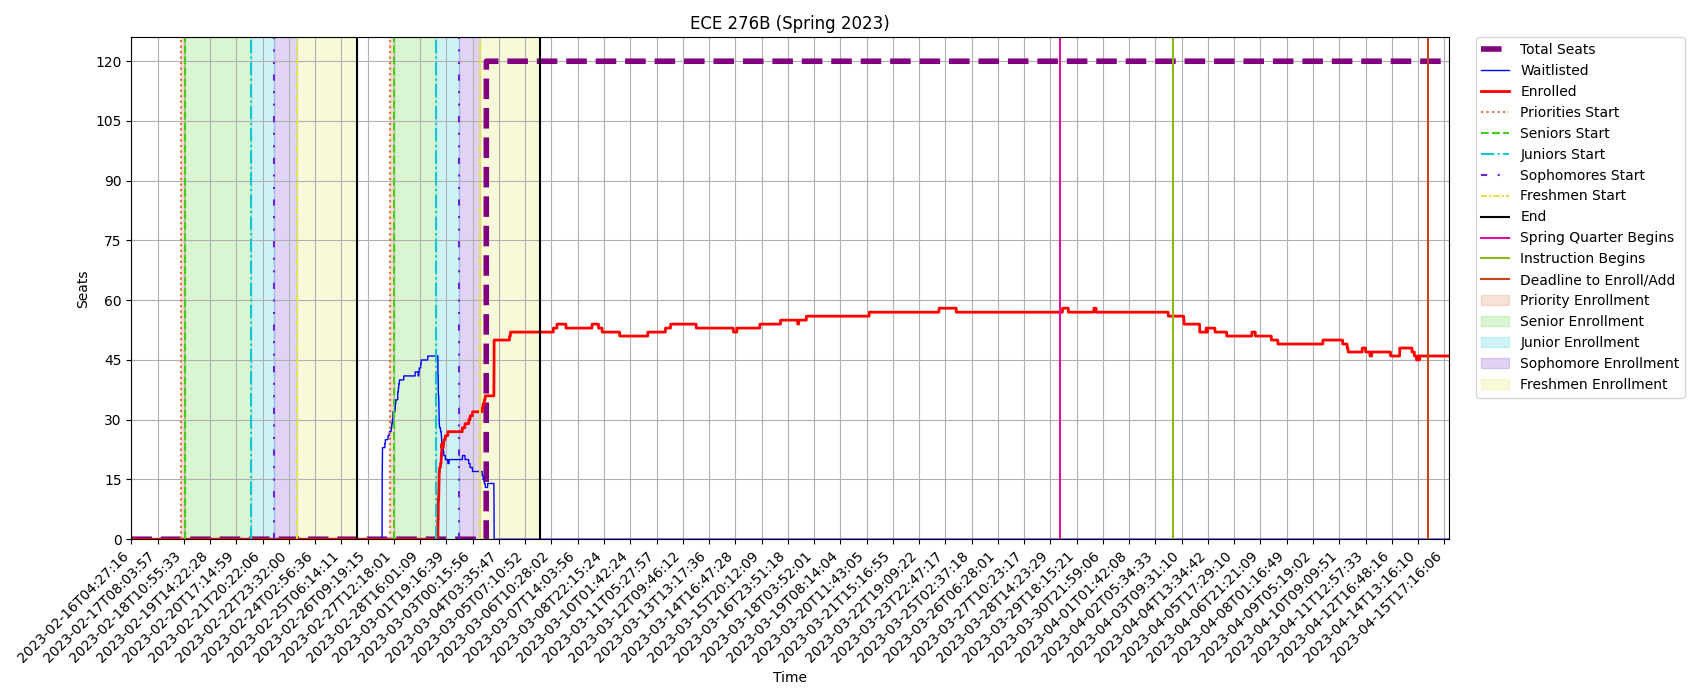 ECE 276B (Spring 2023)
Seats
120
105
90
75
60
45
30
15
0
2023-02-16T04:27:16
2023-02-17T08:03:57
2023-02-18T10:55:33
2023-02-19T14:22:28
2023-02-20T17:14:59
2023-02-21T20:22:06
2023-02-22T23:32:00
2023-02-24T02:56:36
2023-02-25T06:14:11
2023-02-26T09:19:15
2023-02-27T12:18:01
2023-02-28T16:01:09
2023-03-01T19:16:39
2023-03-04T00:15:56
2023-03-04T03:35:47
2023-03-05T07:10:52
2023-03-06T10:28:02
2023-03-07T14:03:56
2023-03-08T22:15:24
2023-03-10T01:42:24
2023-03-11T05:27:57
2023-03-12T09:46:12
2023-03-13T13:17:36
2023-03-14T16:47:28
2023-03-15T20:12:09
2023-03-16T23:51:18
2023-03-18T03:52:01
2023-03-19T08:14:04
2023-03-20T11:43:05
2023-03-21T15:16:55
2023-03-22T19:09:22
2023-03-23T22:47:17
2023-03-25T02:37:18
2023-03-26T06:28:01
2023-03-27T10:23:17
2023-03-28T14:23:29
2023-03-29T18:15:21
2023-03-30T21:59:06
2023-04-01T01:42:08
2023-04-02T05:34:33
2023-04-03T09:31:10
2023-04-04T13:34:42
2023-04-05T17:29:10
2023-04-06T21:21:09
2023-04-08T01:16:49
2023-04-09T05:19:02
2023-04-10T09:09:51
2023-04-11T12:57:33
2023-04-12T16:48:16
2023-04-14T13:16:10
2023-04-15T17:16:06
Time
Total Seats
Waitlisted
Enrolled
Priorities Start
Seniors Start
Juniors Start
Sophomores Start
Freshmen Start
End
Spring Quarter Begins
Instruction Begins
Deadline to Enroll/Add
Priority Enrollment
Senior Enrollment
Junior Enrollment
Sophomore Enrollment
Freshmen Enrollment